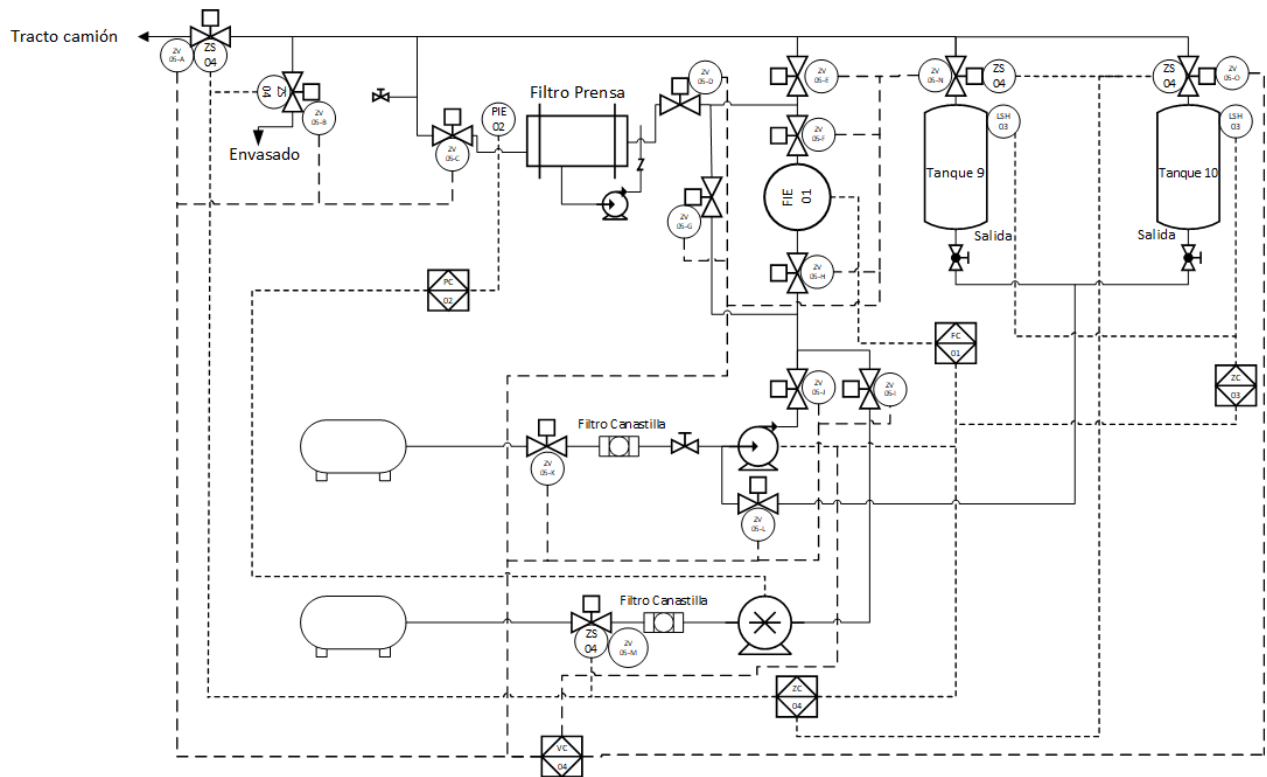 Tracto camión
ZV
05-A
ZS
04
ZV
05-B
Envasado
ZV
05-C
PIE
02
Filtro Prensa
ZV
05-D
ZV
05-E
ZV
05-F
ZV
05-G
FIE
01
ZV
05-H
ZV
05-N
ZS
04
ZS
04
ZV
05-O
LSH
03
LSH
03
Tanque 9
Tanque 10
Salida
Salida
PC
02
FC
01
ZC
03
ZV
05-J
ZV
05-I
Filtro Canastilla
ZV
05-K
ZV
05-L
Filtro Canastilla
ZS
04
ZV
05-M
ZC
04
VC
04